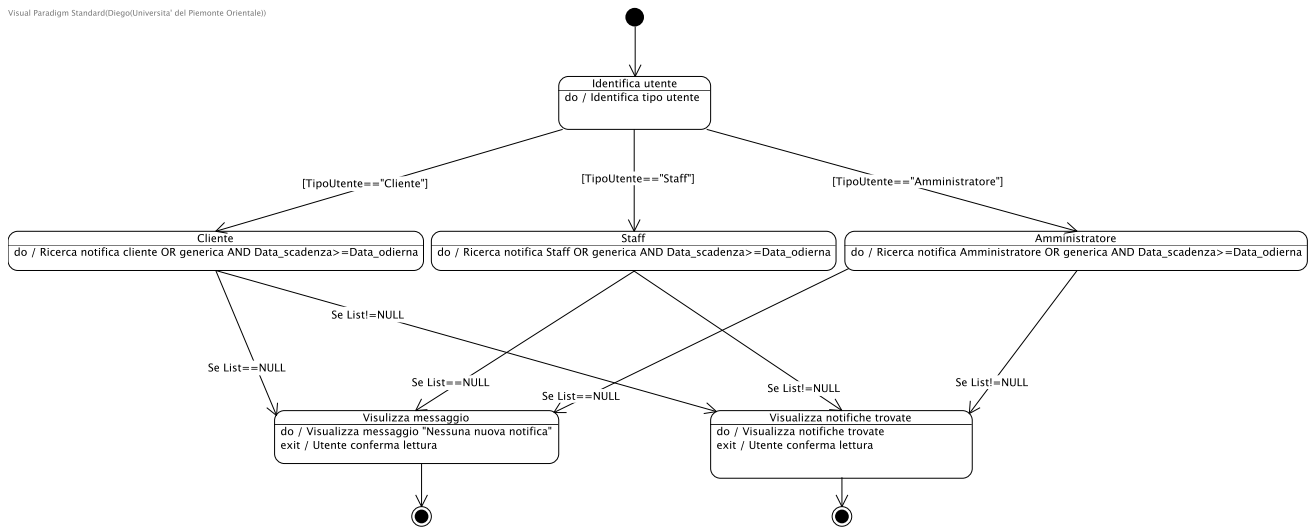 Visual Paradigm Standard(Diego(Universita' del Piemonte Orientale))
Identifica utente
do / Identifica tipo utente
[TipoUtente=="Cliente"]
[TipoUtente=="Staff"]
[TipoUtente=="Amministratore"]
Cliente
do / Ricerca notifica cliente OR generica AND Data_scadenza>=Data_odierna
Staff
do / Ricerca notifica Staff OR generica AND Data_scadenza>=Data_odierna
Amministratore
do / Ricerca notifica Amministratore OR generica AND Data_scadenza>=Data_odierna
Se List!=NULL
Se List==NULL
Se List==NULL
Se List==NULL
Se List!=NULL
Se List!=NULL
Visulizza messaggio
do / Visualizza messaggio "Nessuna nuova notifica"
exit / Utente conferma lettura
Visualizza notifiche trovate
do / Visualizza notifiche trovate
exit / Utente conferma lettura